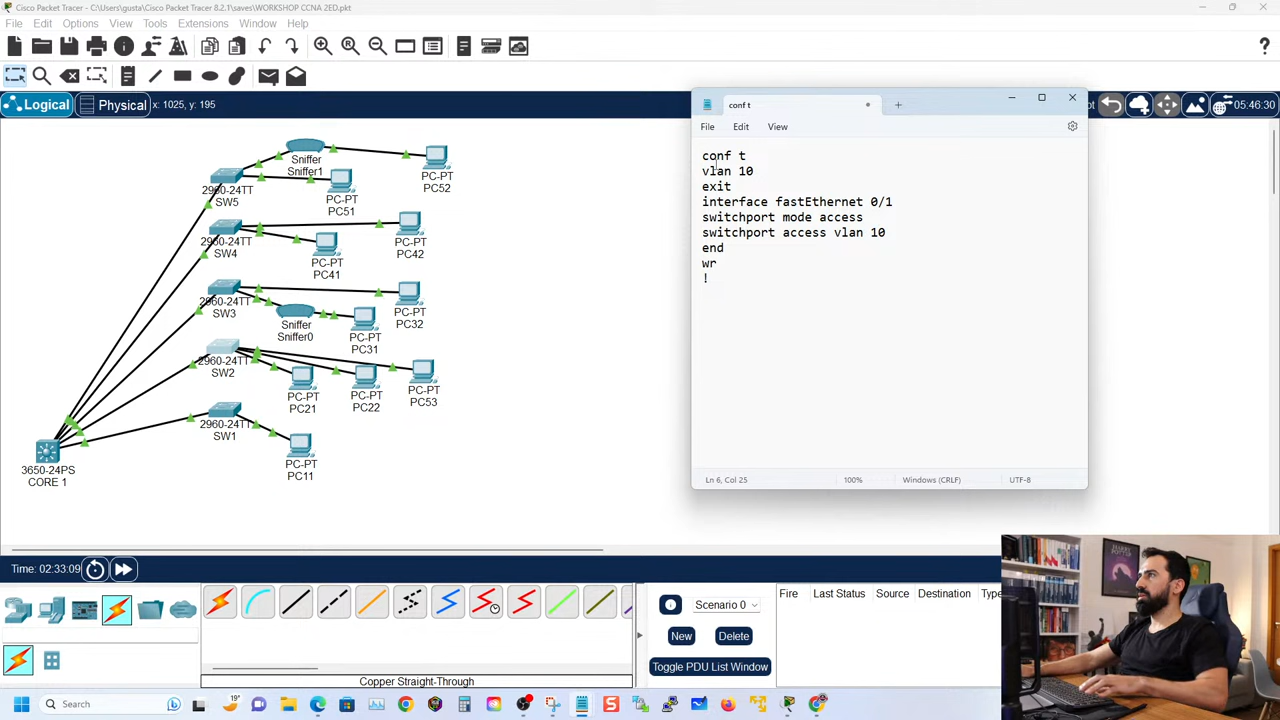 Cisco Packet Tracer - C:\Users\gusta\Cisco Packet Tracer 8.2.1\saves\WORKSHOP CCNA 2ED.pkt
File Edit Options View Tools Extensions Window Help
Logical Physical x: 1025, y: 195
05:46:30
conf t
File Edit View
conf t
vlan 10
exit
interface fastEthernet 0/1
switchport mode access
switchport access vlan 10
end
wr
!
Ln 6, Col 25 100% Windows (CRLF) UTF-8
Sniffer
Sniffer1
PC-PT
PC52
2960-24TT
SW5
PC-PT
PC51
2960-24TT
SW4
PC-PT
PC42
PC-PT
PC41
2960-24TT
SW3
PC-PT
PC32
Sniffer
Sniffer0
PC-PT
PC31
2960-24TT
SW2
PC-PT
PC21
PC-PT
PC22
PC-PT
PC53
2960-24TT
SW1
PC-PT
PC11
3650-24PS
CORE 1
Time: 02:33:09
Scenario 0
New Delete
Toggle PDU List Window
Fire Last Status Source Destination
Copper Straight-Through
Search
19°